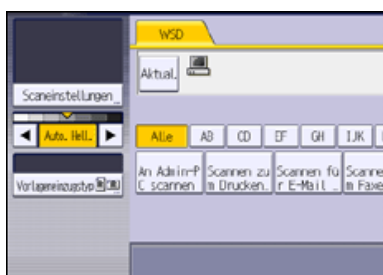 WSD
Aktual.
Scaneinstellungen
Auto. Hell.
Alle AB CD EF GH IJK
An Admin-P
C scannen
Scannen zu
m Drucken.
Scannen fü
r E-Mail
Scanne
m Faxe
Vorlageneinzugstyp